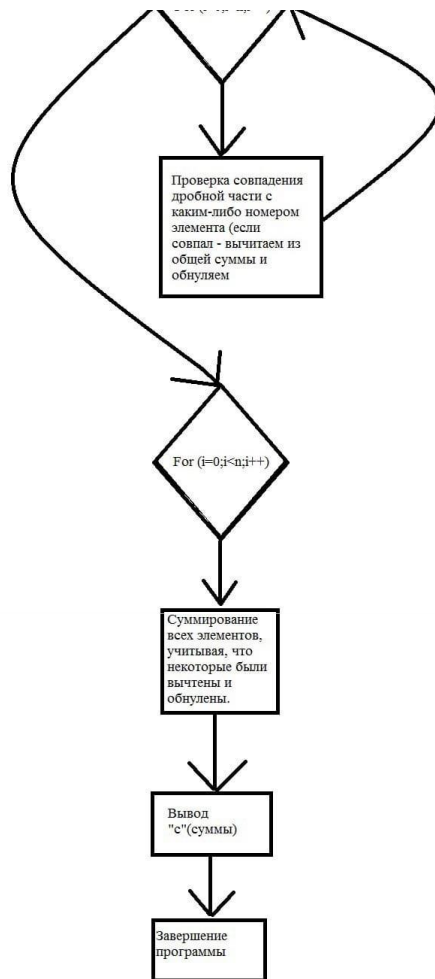 Проверка совпадения
дробной части с
каким-либо номером
элемента (если
совпал - вычитаем из
общей суммы и
обнуляем
For (i=0;i<n;i++)
Суммирование
всех элементов,
учитывая, что
некоторые были
вычтены и
обнулены.
Вывод
"с"(суммы)
Завершение
программы